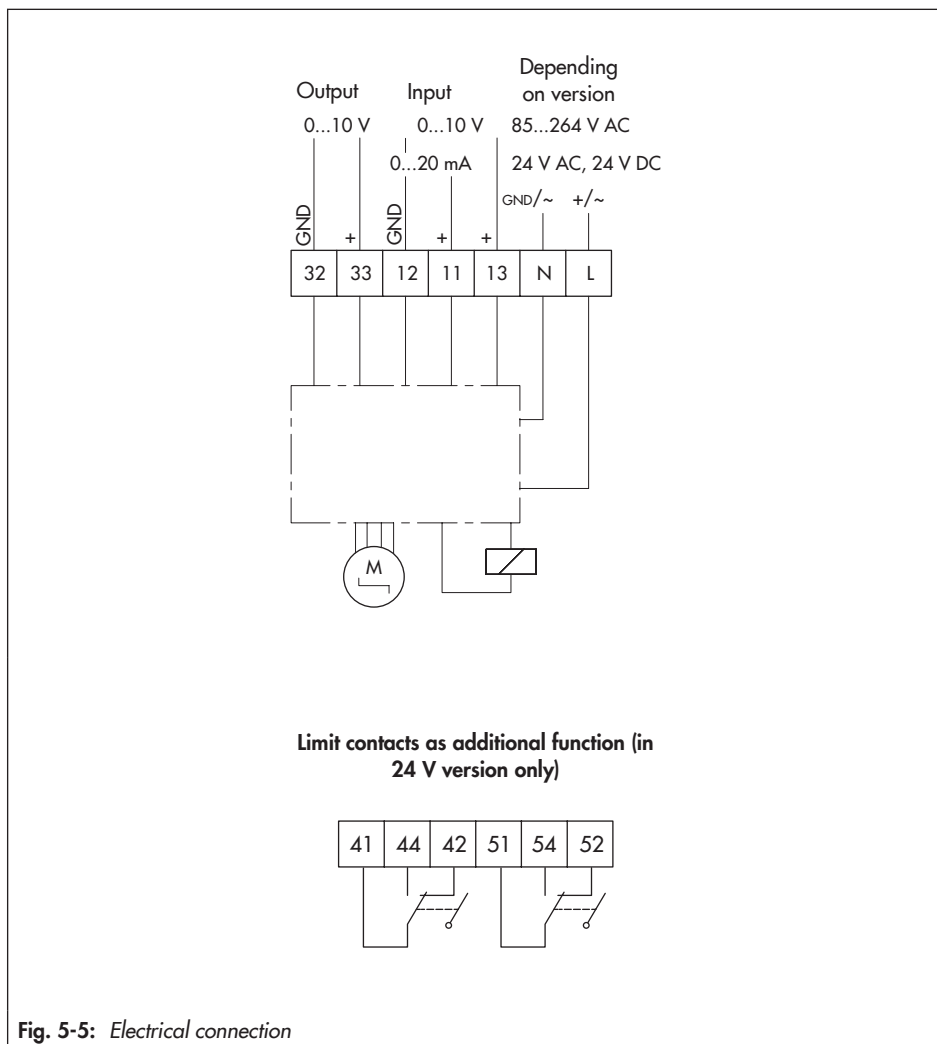 Depending
Output Input on version
0...10 V 0...10 V 85...264 V AC
0...20 mA 24 V AC, 24 V DC
GND/~ +/~
GND + GND + +
32 33 12 11 13 N L
M
Limit contacts as additional function (in
24 V version only)
41 44 42 51 54 52
Fig. 5-5: Electrical connection